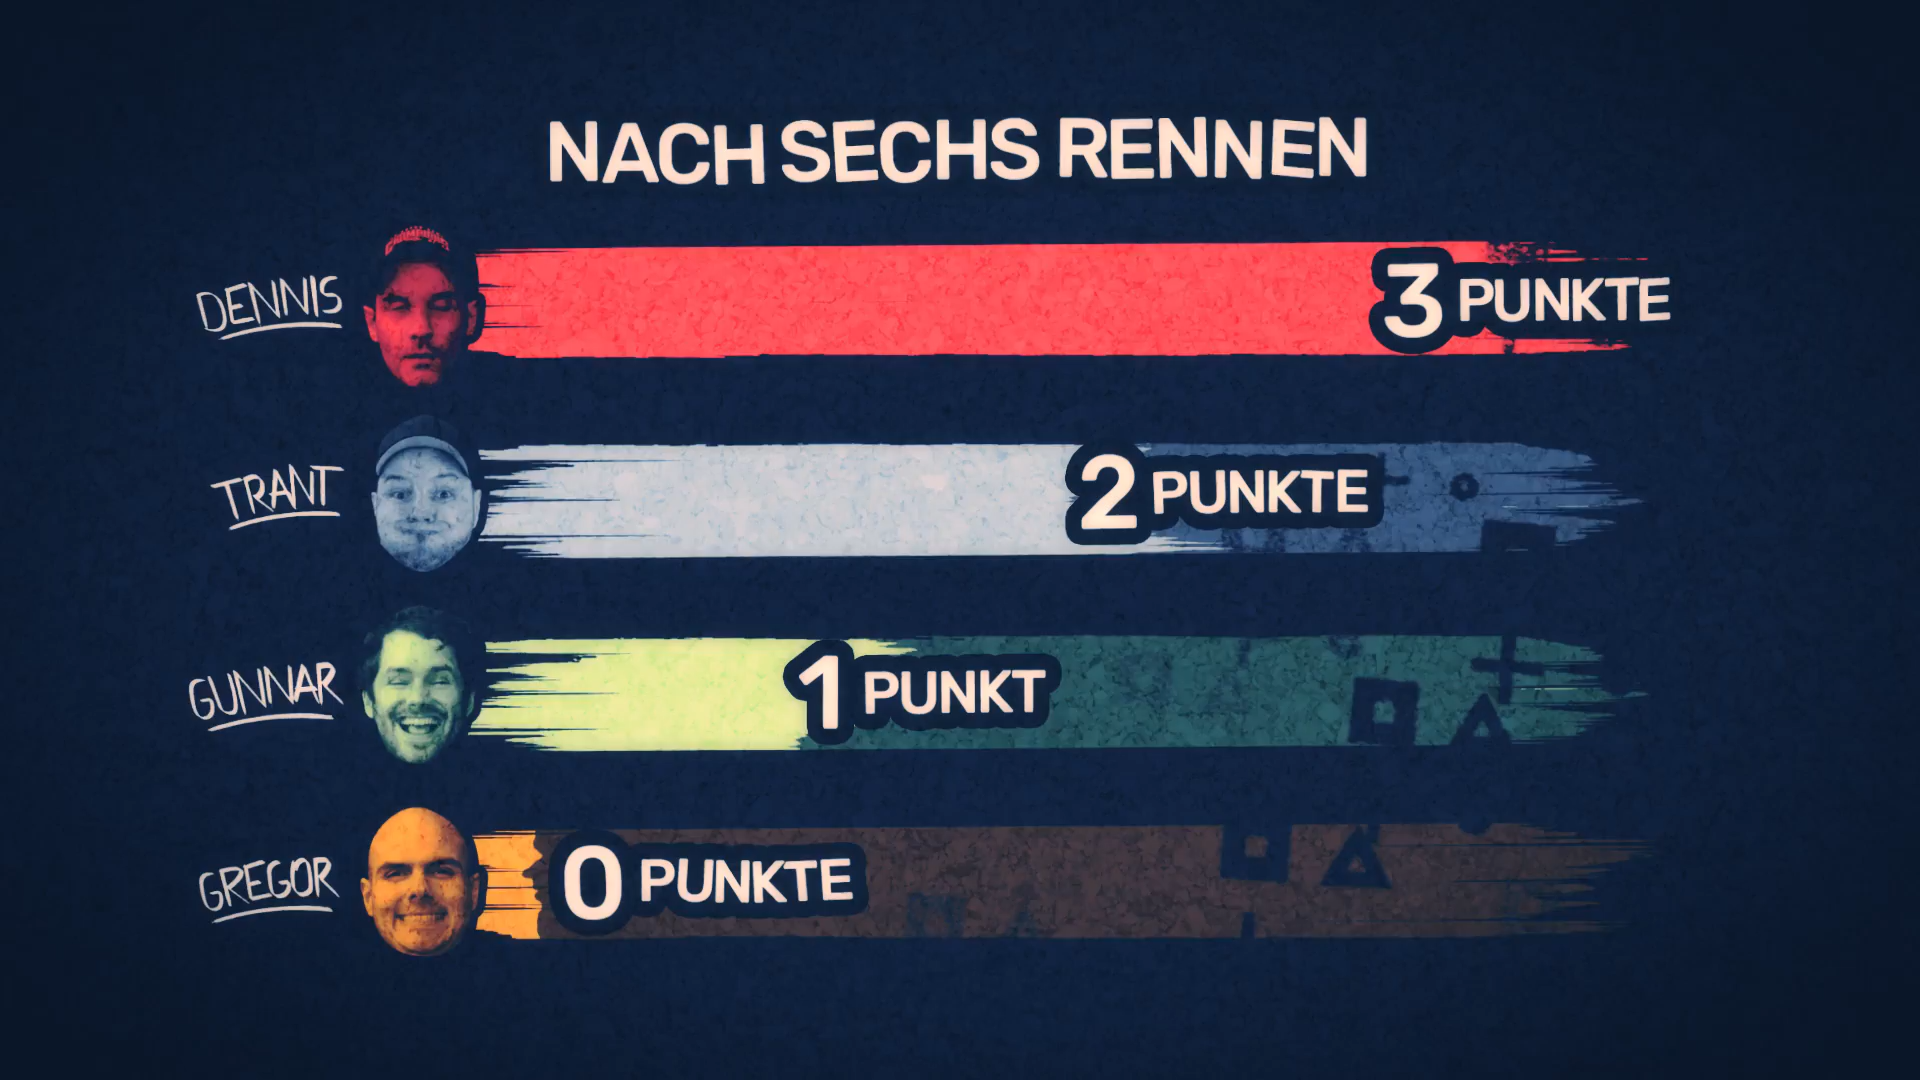 NACH SECHS RENNEN
DENNIS
3 PUNKTE
TRANT
2 PUNKTE
GUNNAR
1 PUNKT
GREGOR
0 PUNKTE